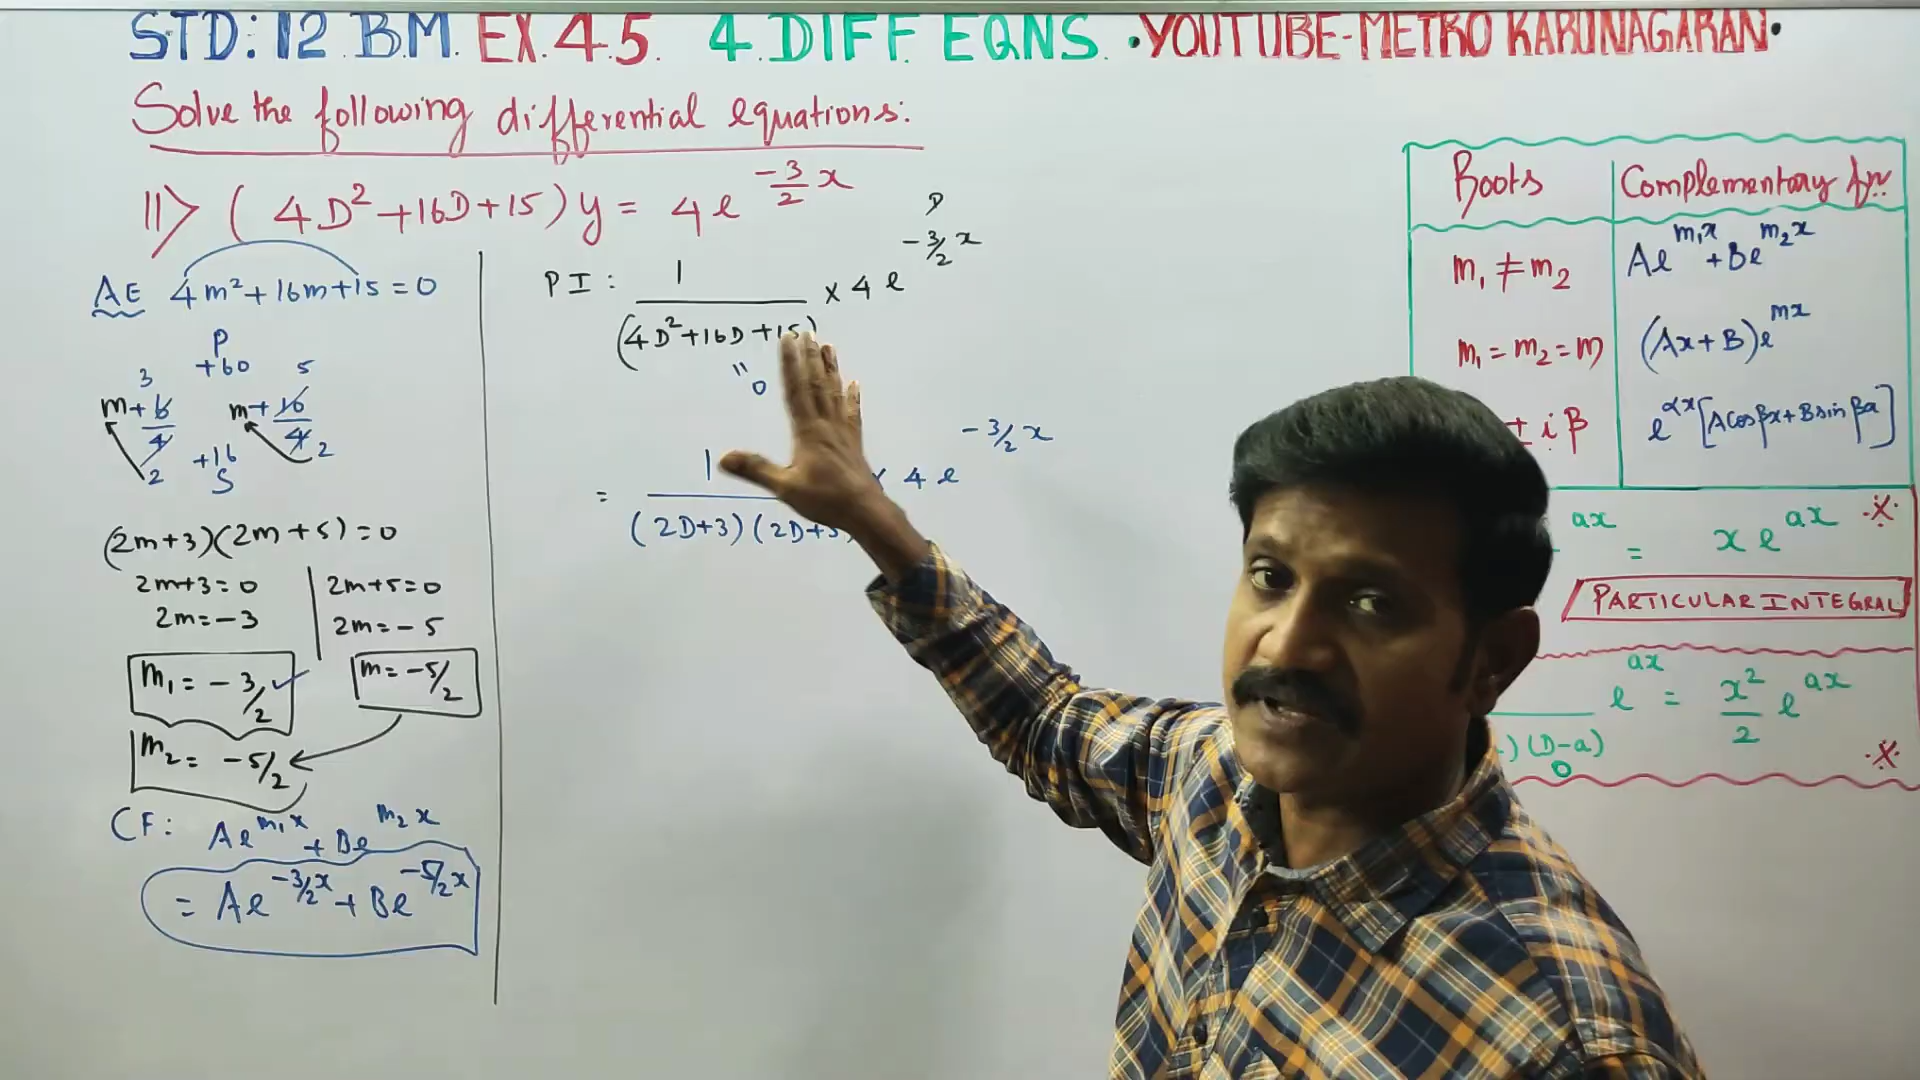 STD: 12 B.M. EX. 4.5. 4. DIFF. EQNS. • YOUTUBE-METRO KARUNAGARAN •
Solve the following differential equations:
11> (4D²+16D+15)y = 4e^(-3/2 x)
AE 4m²+16m+15=0
P
+60
3 5
m+6/4 m+10/4
2 2
+16
S
(2m+3)(2m+5)=0
2m+3=0 2m+5=0
2m=-3 2m=-5
m₁=-3/2 m=-5/2
m₂=-5/2
CF: Ae^(m₁x) + Be^(m₂x)
= Ae^(-3/2 x) + Be^(-5/2 x)
D
PI: 1/(4D²+16D+15) × 4e^(-3/2 x)
"
0
= 1/(2D+3)(2D+5 × 4e^(-3/2 x)
Roots Complementary fn.
m₁ ≠ m₂ Ae^(m₁x) + Be^(m₂x)
m₁ = m₂ = m (Ax+B)e^(mx)
± iβ e^(αx)[Acosβx+Bsinβx]
ax = xe^(ax)
PARTICULAR INTEGRAL
e^(ax) = x²/2 e^(ax)
)(D-a)
0